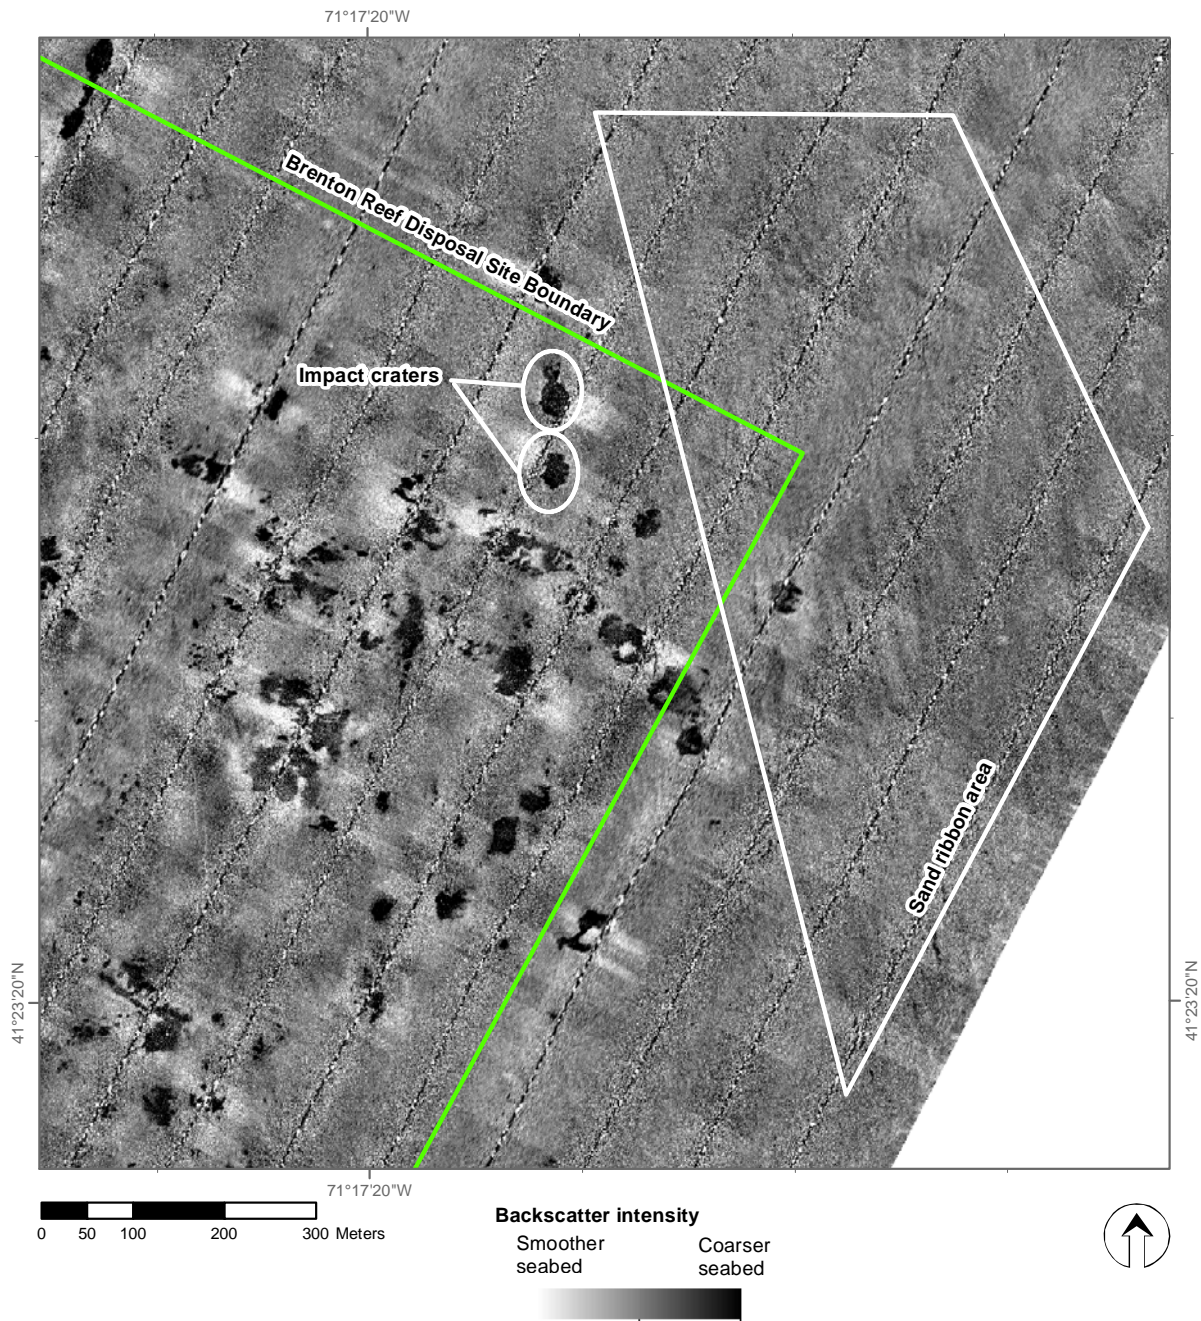 71°17'20"W
Brenton Reef Disposal Site Boundary
Impact craters
Sand ribbon area
41°23'20"N
41°23'20"N
71°17'20"W
0 50 100 200 300 Meters
Backscatter intensity
Smoother Coarser
seabed seabed